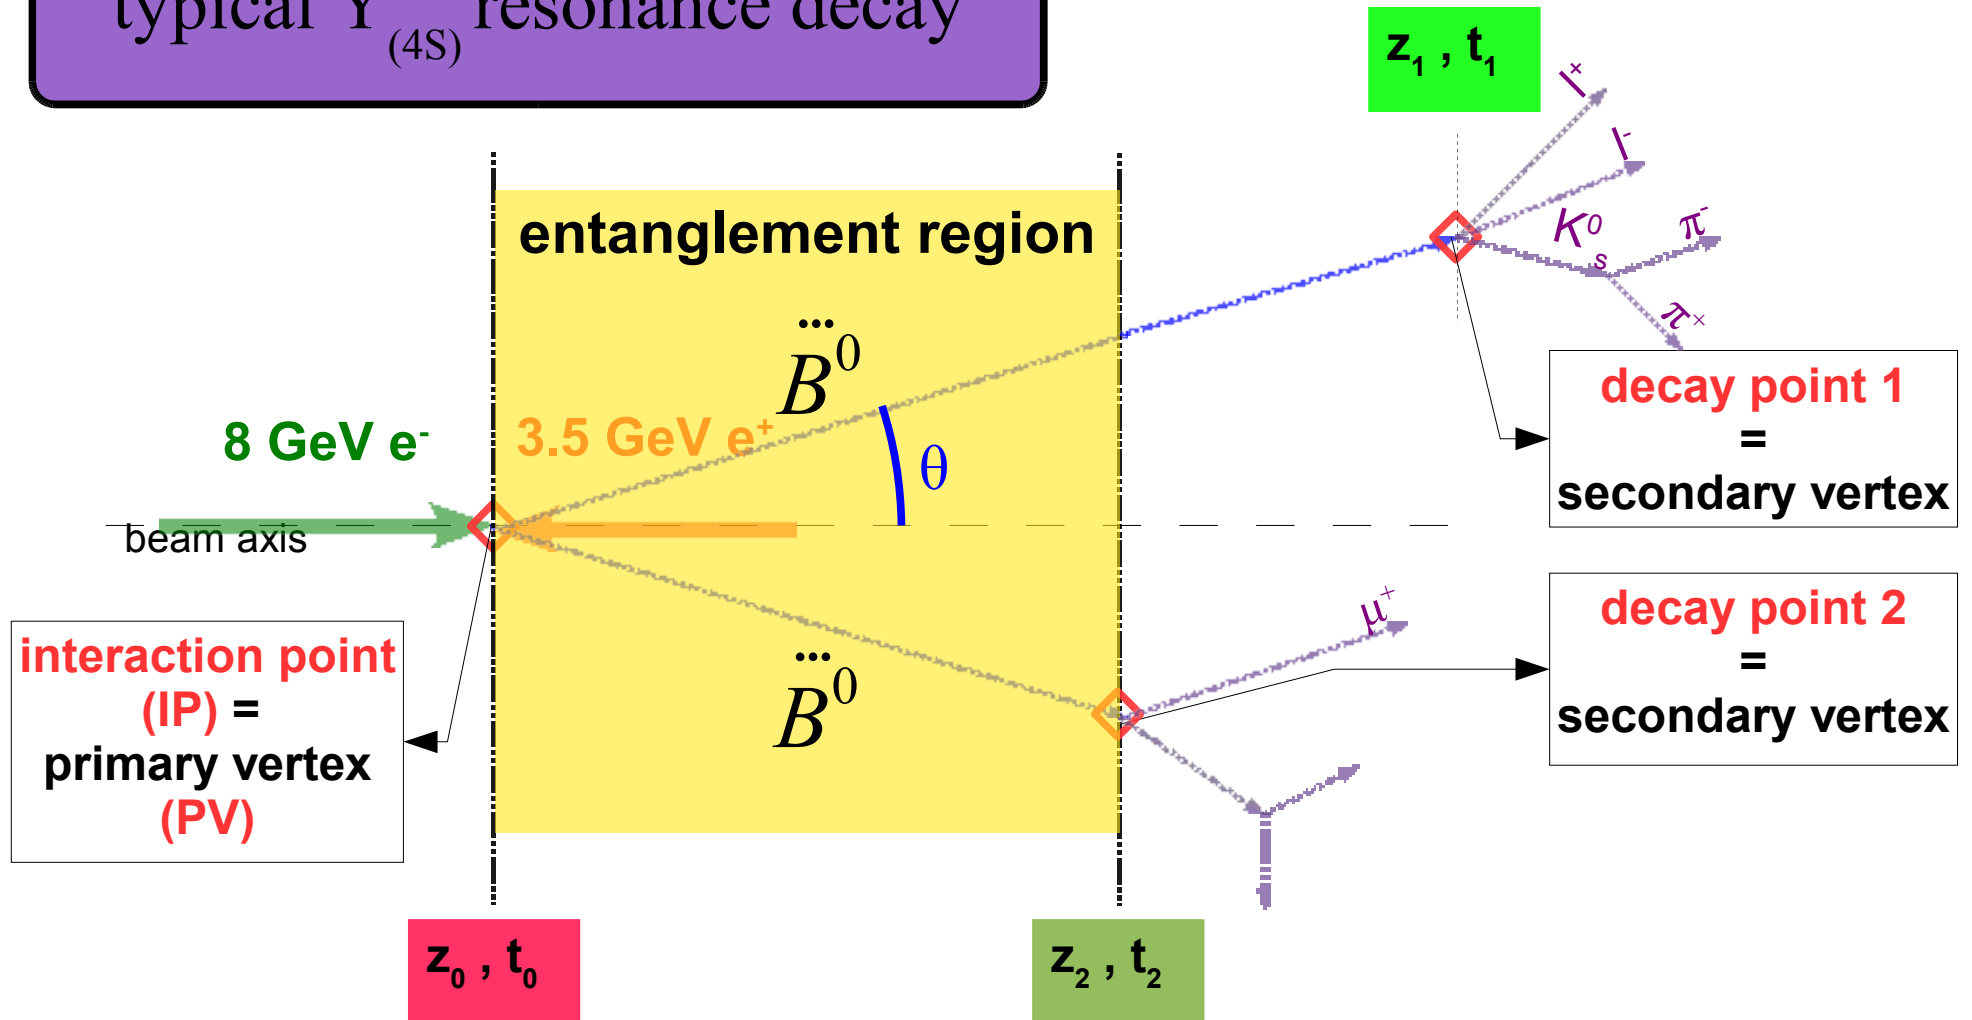 typical Υ(4S) resonance decay
z1 , t1
l+
l-
K0s
π-
π+
entanglement region
B0
8 GeV e-
3.5 GeV e+
θ
beam axis
decay point 1
=
secondary vertex
interaction point
(IP) =
primary vertex
(PV)
B0
μ+
decay point 2
=
secondary vertex
z0 , t0
z2 , t2